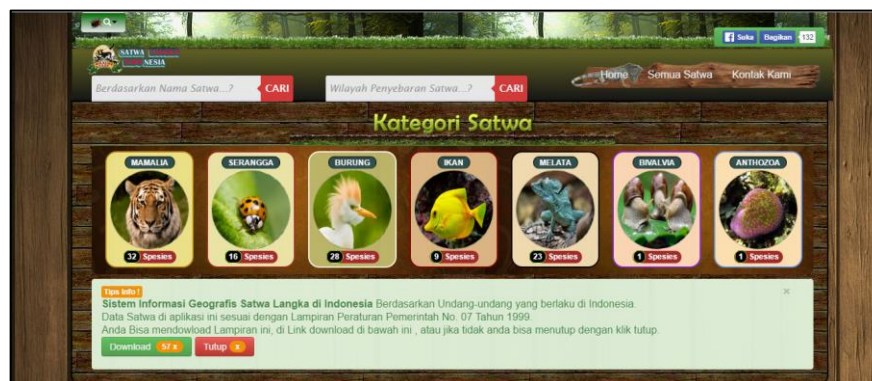 Suka Bagikan 132
SATWA LANGKA
INDONESIA
Home Semua Satwa Kontak Kami
Berdasarkan Nama Satwa...? CARI Wilayah Penyebaran Satwa...? CARI
Kategori Satwa
MAMALIA SERANGGA BURUNG IKAN MELATA BIVALVIA ANTHOZOA
32 Spesies 16 Spesies 28 Spesies 9 Spesies 23 Spesies 1 Spesies 1 Spesies
Tips Info !
Sistem Informasi Geografis Satwa Langka di Indonesia Berdasarkan Undang-undang yang berlaku di Indonesia.
Data Satwa di aplikasi ini sesuai dengan Lampiran Peraturan Pemerintah No. 07 Tahun 1999.
Anda Bisa mendowload Lampiran ini, di Link download di bawah ini , atau jika tidak anda bisa menutup dengan klik tutup.
Download 57 x Tutup x